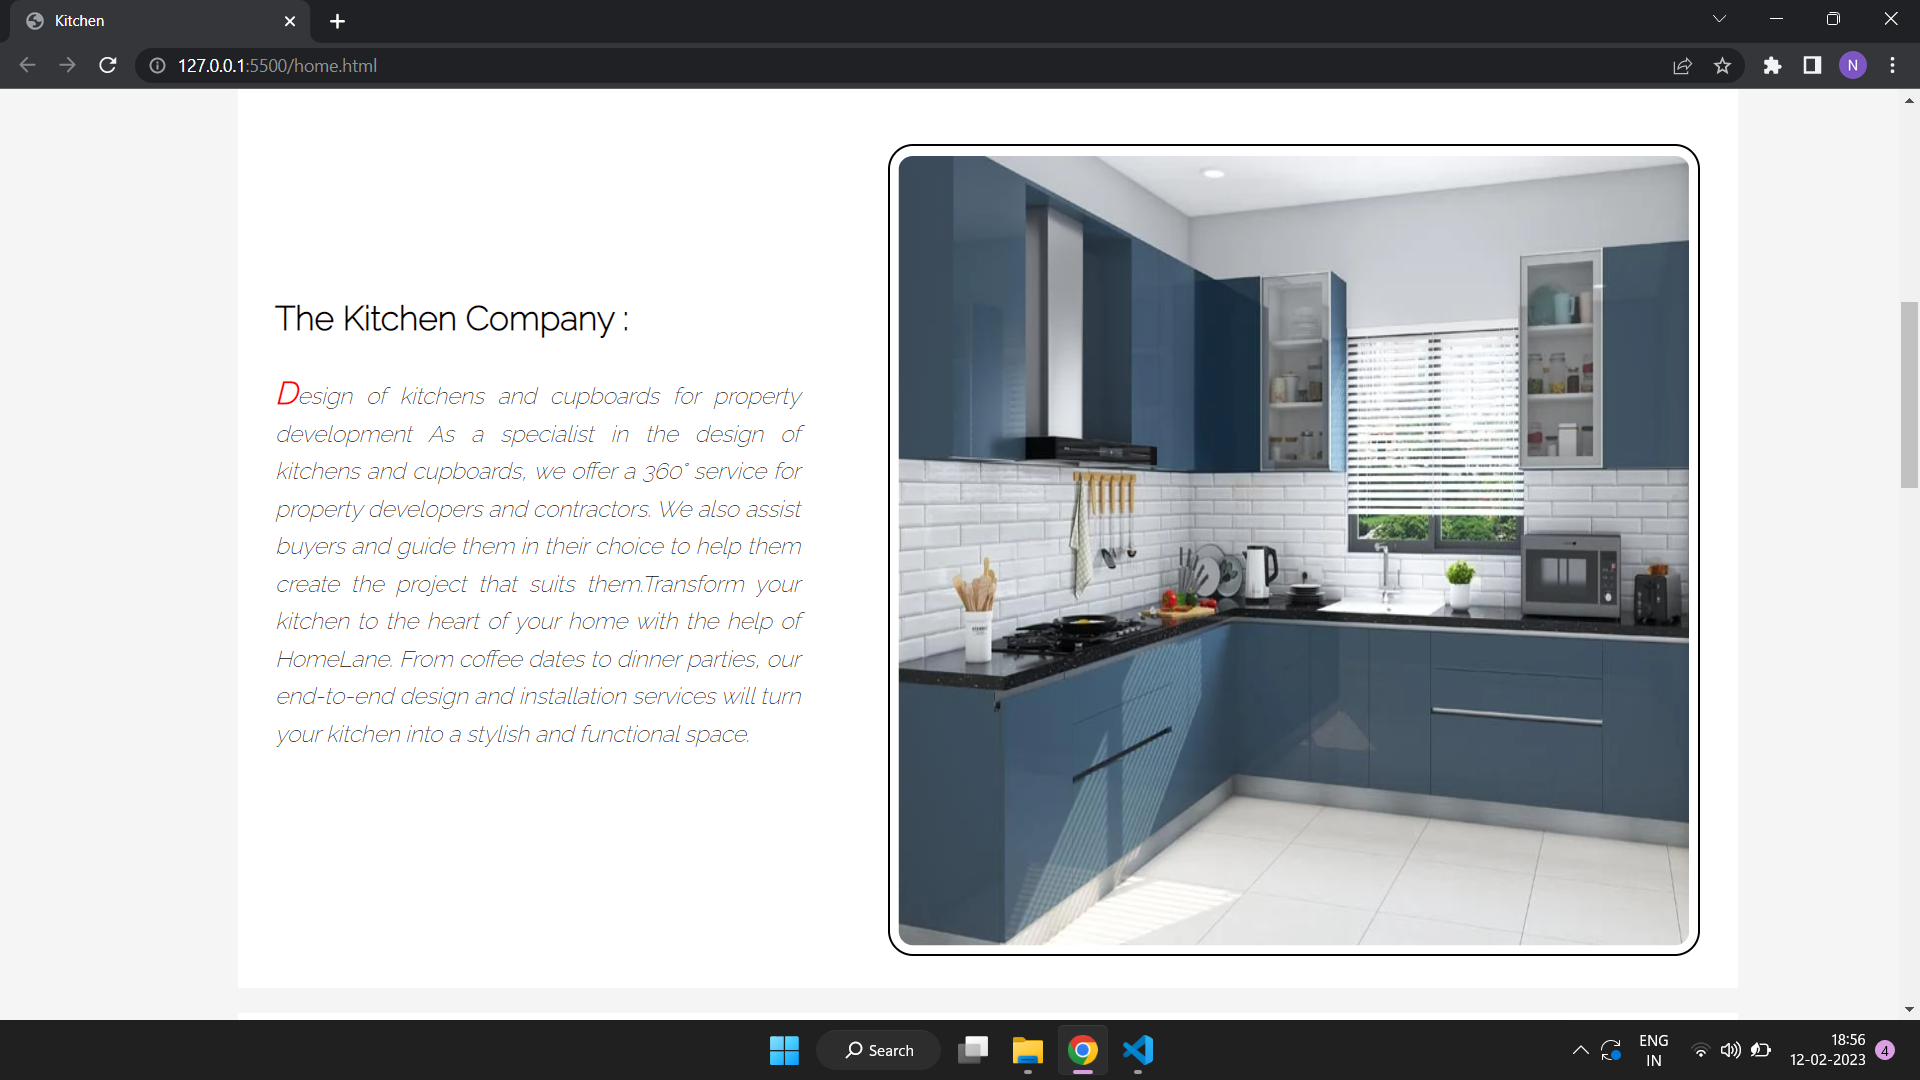 Kitchen
127.0.0.1:5500/home.html
N
The Kitchen Company :
Design of kitchens and cupboards for property
development As a specialist in the design of
kitchens and cupboards, we offer a 360° service for
property developers and contractors. We also assist
buyers and guide them in their choice to help them
create the project that suits them.Transform your
kitchen to the heart of your home with the help of
HomeLane. From coffee dates to dinner parties, our
end-to-end design and installation services will turn
your kitchen into a stylish and functional space.
Search
ENG
IN
18:56
12-02-2023
4